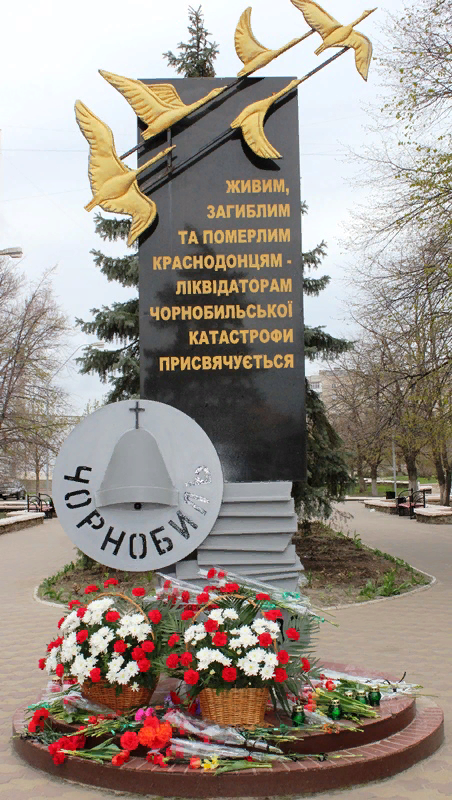 ЖИВИМ,
ЗАГИБЛИМ
ТА ПОМЕРЛИМ
КРАСНОДОНЦЯМ -
ЛІКВІДАТОРАМ
ЧОРНОБИЛЬСЬКОЇ
КАТАСТРОФИ
ПРИСВЯЧУЄТЬСЯ
ЧОРНОБИЛЬ